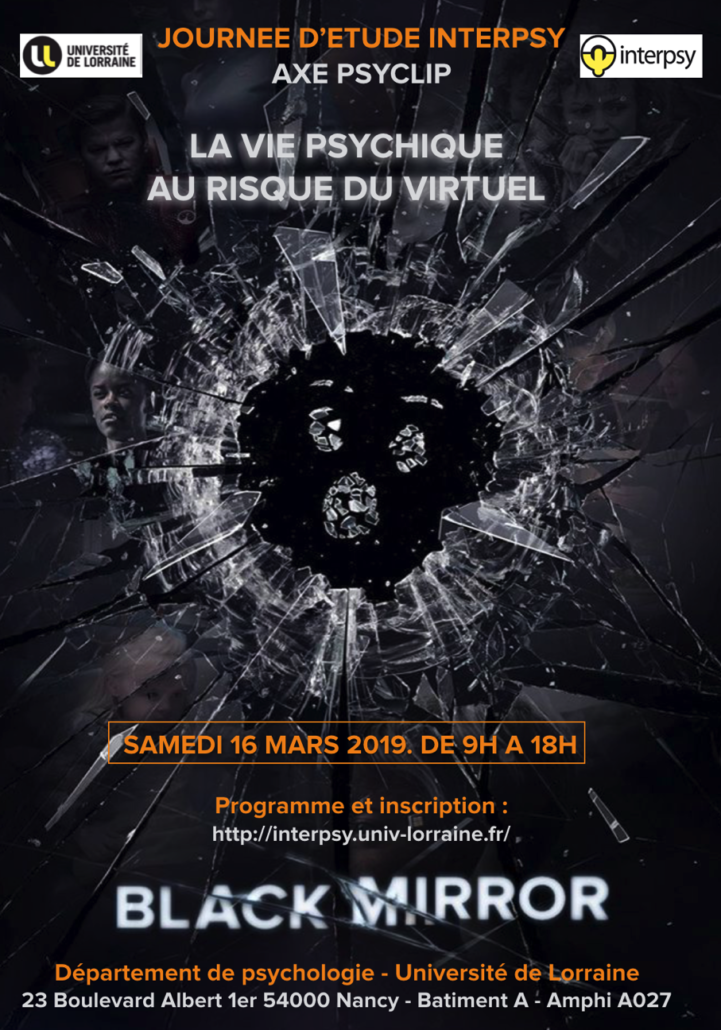 UNIVERSITÉ
DE LORRAINE
JOURNEE D'ETUDE INTERPSY
AXE PSYCLIP
interpsy
LA VIE PSYCHIQUE
AU RISQUE DU VIRTUEL
SAMEDI 16 MARS 2019. DE 9H A 18H
Programme et inscription :
http://interpsy.univ-lorraine.fr/
BLACK MIRROR
Département de psychologie - Université de Lorraine
23 Boulevard Albert 1er 54000 Nancy - Batiment A - Amphi A027